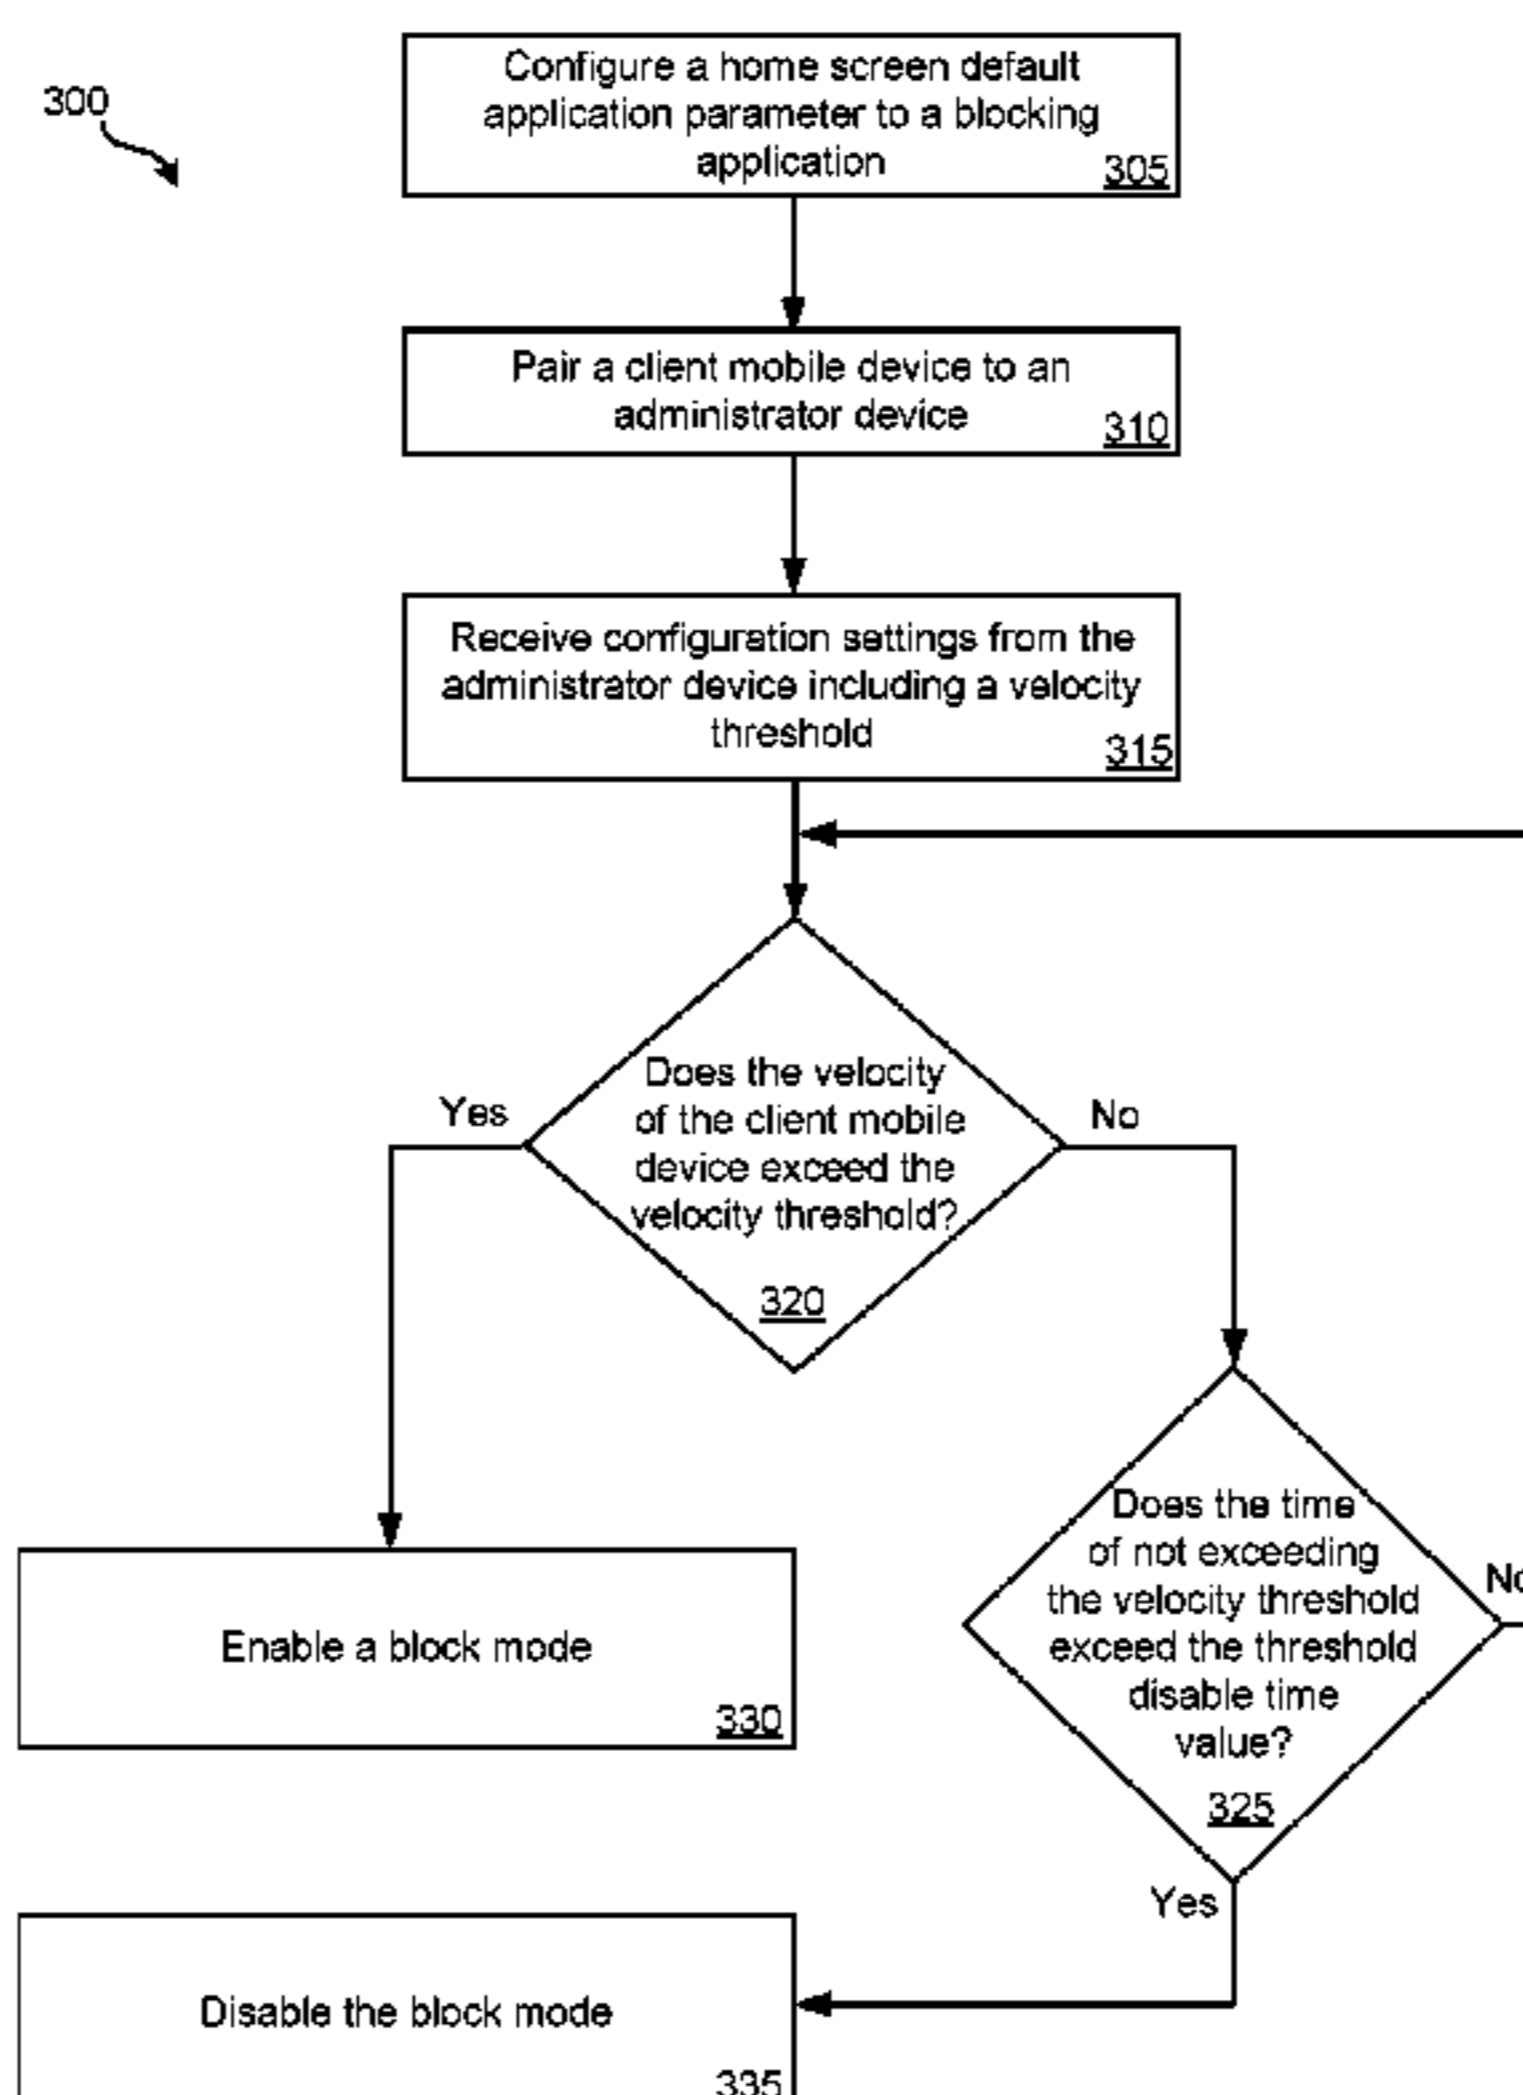 300
Configure a home screen default
application parameter to a blocking
application
305
Pair a client mobile device to an
administrator device
310
Receive configuration settings from the
administrator device including a velocity
threshold
315
Does the velocity
of the client mobile
device exceed the
velocity threshold?
320
Yes
No
Does the time
of not exceeding
the velocity threshold
exceed the threshold
disable time
value?
325
No
Yes
Enable a block mode
330
Disable the block mode
335